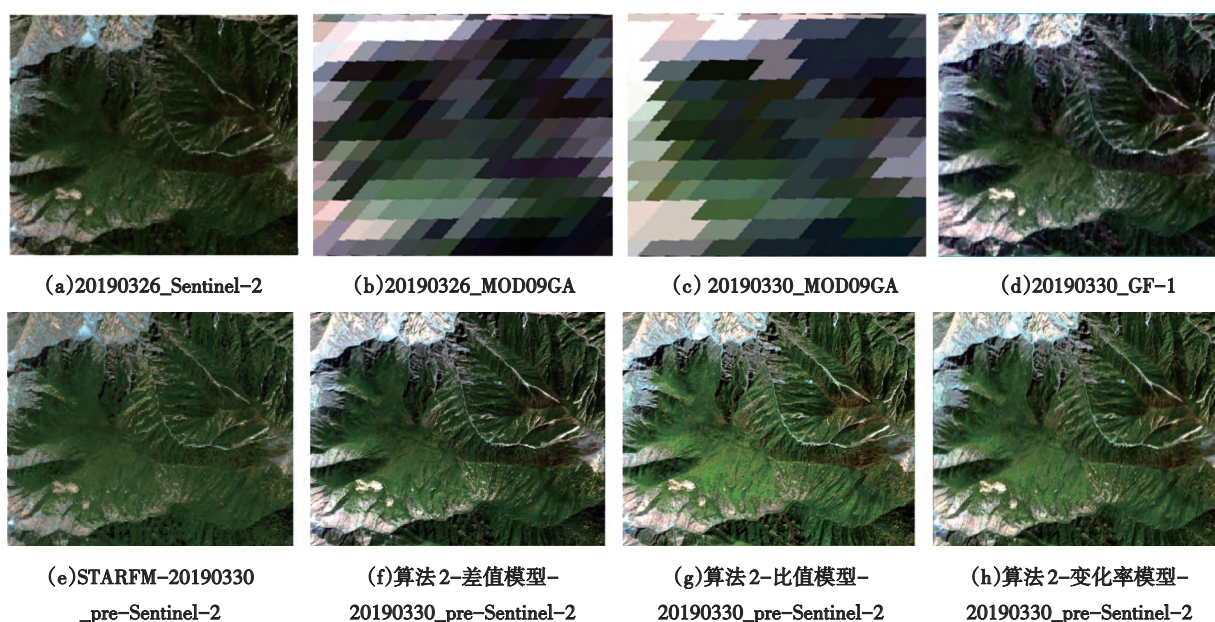 (a)20190326_Sentinel-2
(b)20190326_MOD09GA
(c) 20190330_MOD09GA
(d)20190330_GF-1
(e)STARFM-20190330
_pre-Sentinel-2
(f)算法2-差值模型-
20190330_pre-Sentinel-2
(g)算法2-比值模型-
20190330_pre-Sentinel-2
(h)算法2-变化率模型-
20190330_pre-Sentinel-2